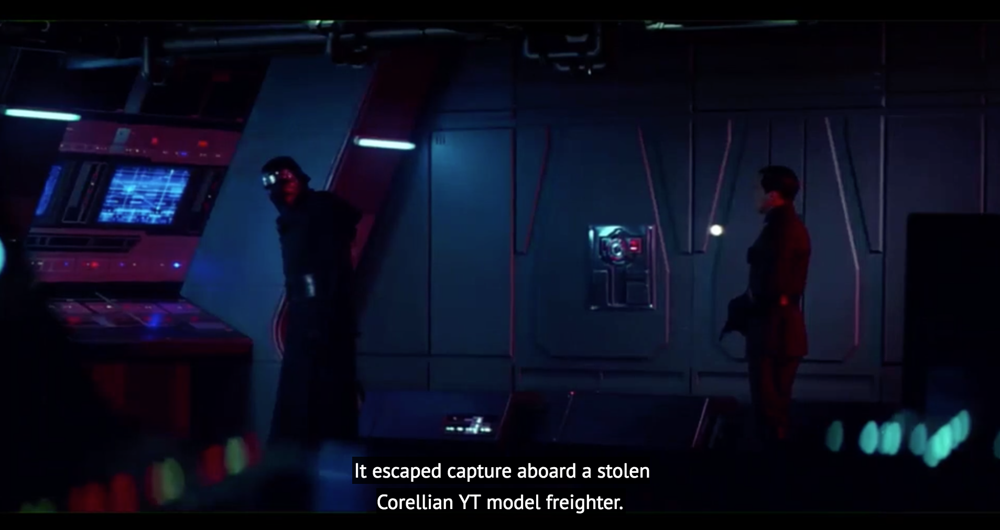 It escaped capture aboard a stolen
Corellian YT model freighter.